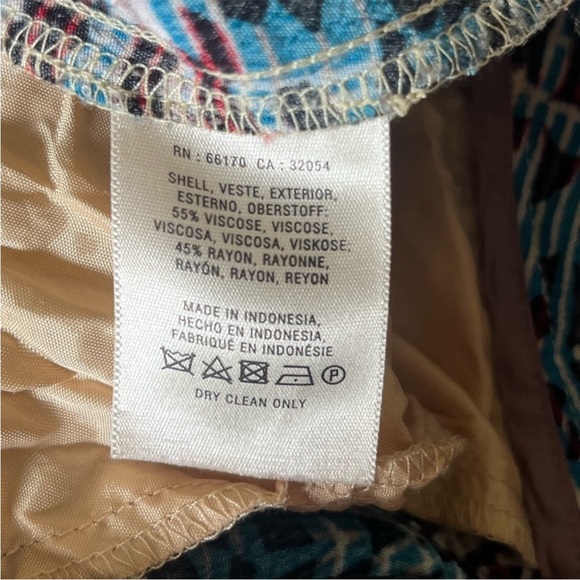 RN : 66170 CA : 32054
SHELL, VESTE, EXTERIOR,
ESTERNO, OBERSTOFF:
55% VISCOSE, VISCOSE,
VISCOSA, VISCOSA, VISKOSE;
45% RAYON, RAYONNE,
RAYÓN, RAYON, REYON
MADE IN INDONESIA,
HECHO EN INDONESIA,
FABRIQUÉ EN INDONÉSIE
P
DRY CLEAN ONLY